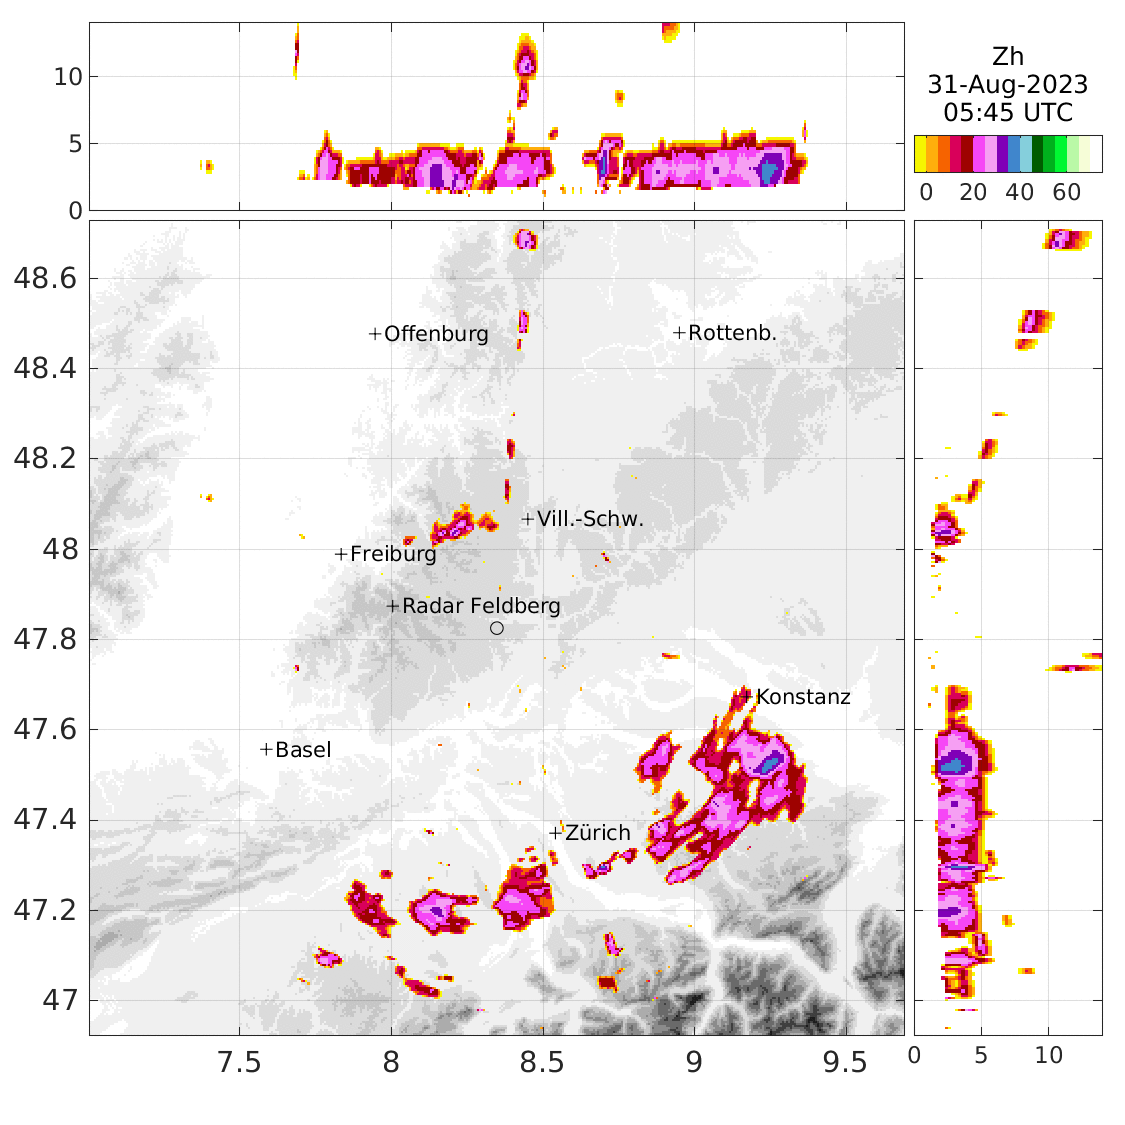 10
5
0
Zh
31-Aug-2023
05:45 UTC
0 20 40 60
48.6
48.4
48.2
48
47.8
47.6
47.4
47.2
47
+Offenburg
+Rottenb.
+Vill.-Schw.
+Freiburg
+Radar Feldberg
+Konstanz
+Basel
+Zürich
7.5 8 8.5 9 9.5
0 5 10